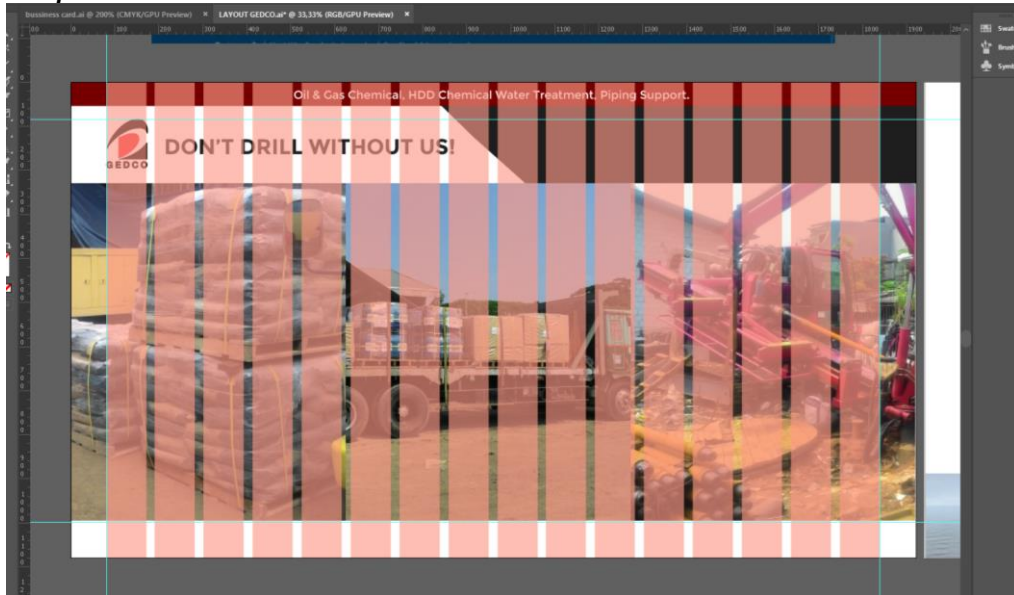 bussiness card.ai @ 200% (CMYK/GPU Preview) × LAYOUT GEDCO.ai* @ 33,33% (RGB/GPU Preview) ×
Oil & Gas Chemical, HDD Chemical Water Treatment, Piping Support.
DON'T DRILL WITHOUT US!
GEDCO